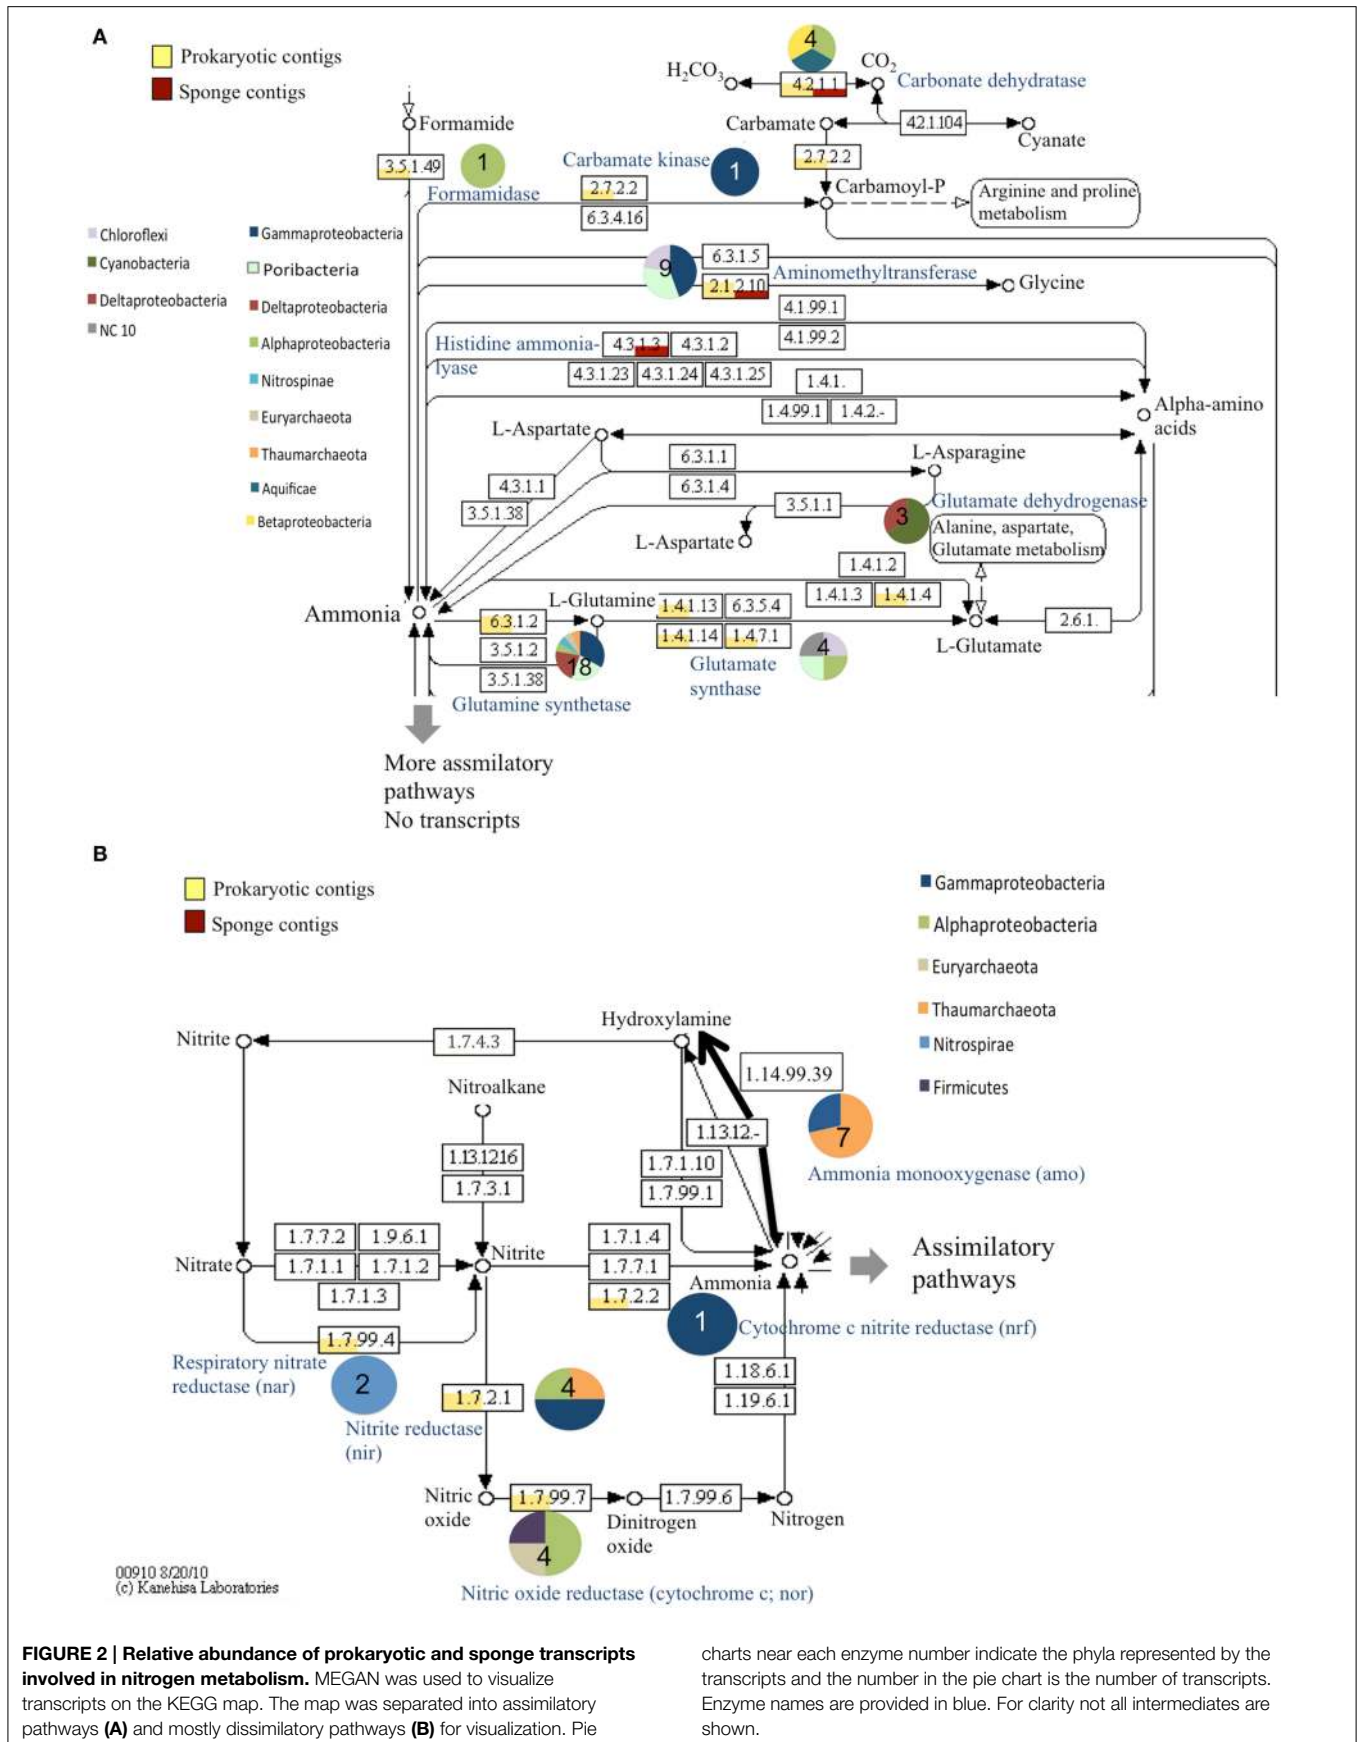 A
Prokaryotic contigs
Sponge contigs
4
H2CO3
CO2
4.2.1.1
Carbonate dehydratase
Formamide
Carbamate
4.2.1.104
Cyanate
3.5.1.49
1
Carbamate kinase
1
2.7.2.2
Formamidase
2.7.2.2
Carbamoyl-P
Arginine and proline
metabolism
6.3.4.16
Chloroflexi
Cyanobacteria
Deltaproteobacteria
NC 10
Gammaproteobacteria
Poribacteria
Deltaproteobacteria
Alphaproteobacteria
Nitrospinae
Euryarchaeota
Thaumarchaeota
Aquificae
Betaproteobacteria
9
6.3.1.5
Aminomethyltransferase
2.1.2.10
Glycine
4.1.99.1
4.1.99.2
Histidine ammonia-
lyase
4.3.1.3
4.3.1.2
4.3.1.23
4.3.1.24
4.3.1.25
1.4.1.
1.4.99.1
1.4.2.-
Alpha-amino
acids
L-Aspartate
6.3.1.1
6.3.1.4
L-Asparagine
4.3.1.1
3.5.1.38
3.5.1.1
3
Glutamate dehydrogenase
L-Aspartate
Alanine, aspartate,
Glutamate metabolism
1.4.1.2
1.4.1.3
1.4.1.4
Ammonia
L-Glutamine
6.3.1.2
1.4.1.13
6.3.5.4
2.6.1.
L-Glutamate
3.5.1.2
18
1.4.1.14
1.4.7.1
4
3.5.1.38
Glutamate
synthase
Glutamine synthetase
More assmilatory
pathways
No transcripts
B
Prokaryotic contigs
Sponge contigs
Gammaproteobacteria
Alphaproteobacteria
Euryarchaeota
Thaumarchaeota
Nitrospirae
Firmicutes
Hydroxylamine
Nitrite
1.7.4.3
1.14.99.39
Nitroalkane
7
1.13.12.-
1.13.1216
1.7.1.10
Ammonia monooxygenase (amo)
1.7.3.1
1.7.99.1
1.7.7.2
1.9.6.1
1.7.1.4
Nitrite
Assimilatory
pathways
Nitrate
1.7.1.1
1.7.1.2
1.7.7.1
Ammonia
1.7.1.3
1.7.2.2
1
Cytochrome c nitrite reductase (nrf)
1.7.99.4
Respiratory nitrate
reductase (nar)
2
1.18.6.1
1.7.2.1
4
1.19.6.1
Nitrite reductase
(nir)
Nitric
oxide
1.7.99.7
1.7.99.6
Dinitrogen
oxide
Nitrogen
4
00910 8/20/10
(c) Kanehisa Laboratories
Nitric oxide reductase (cytochrome c; nor)
FIGURE 2 | Relative abundance of prokaryotic and sponge transcripts
involved in nitrogen metabolism. MEGAN was used to visualize
transcripts on the KEGG map. The map was separated into assimilatory
pathways (A) and mostly dissimilatory pathways (B) for visualization. Pie
charts near each enzyme number indicate the phyla represented by the
transcripts and the number in the pie chart is the number of transcripts.
Enzyme names are provided in blue. For clarity not all intermediates are
shown.